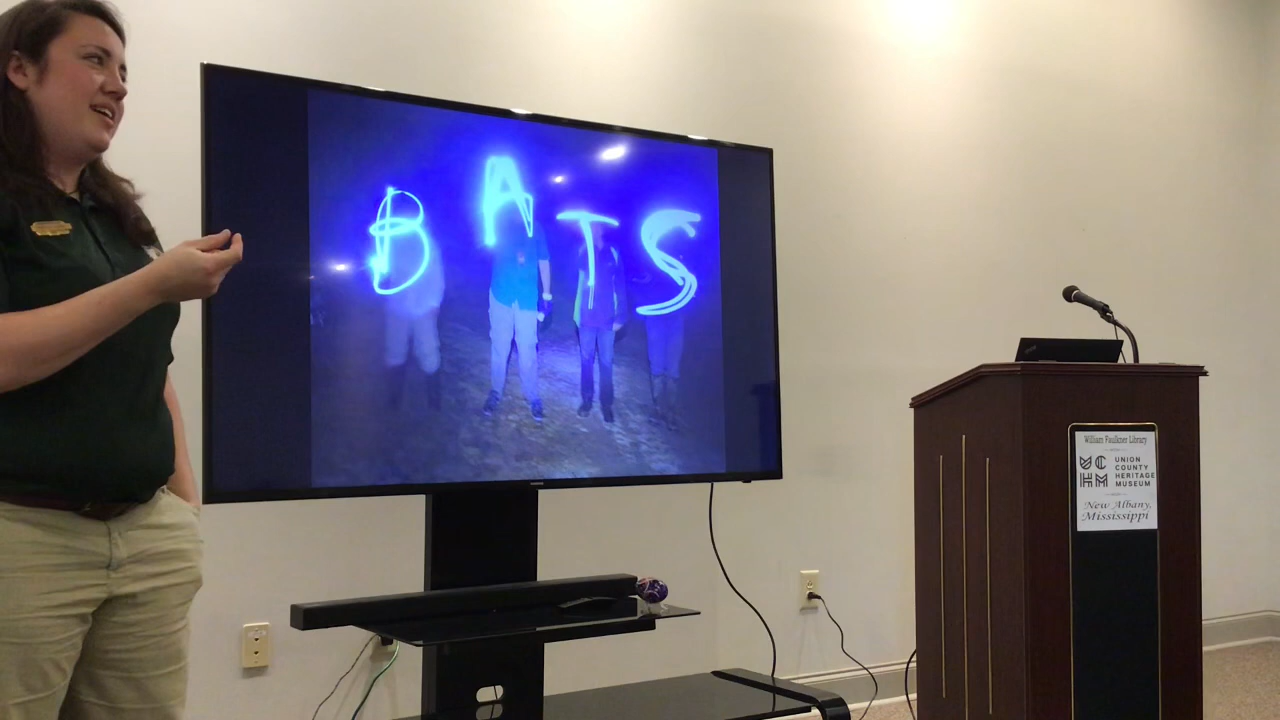 BATS
William Faulkner Library
UCHM
UNION
COUNTY
HERITAGE
MUSEUM
New Albany,
Mississippi